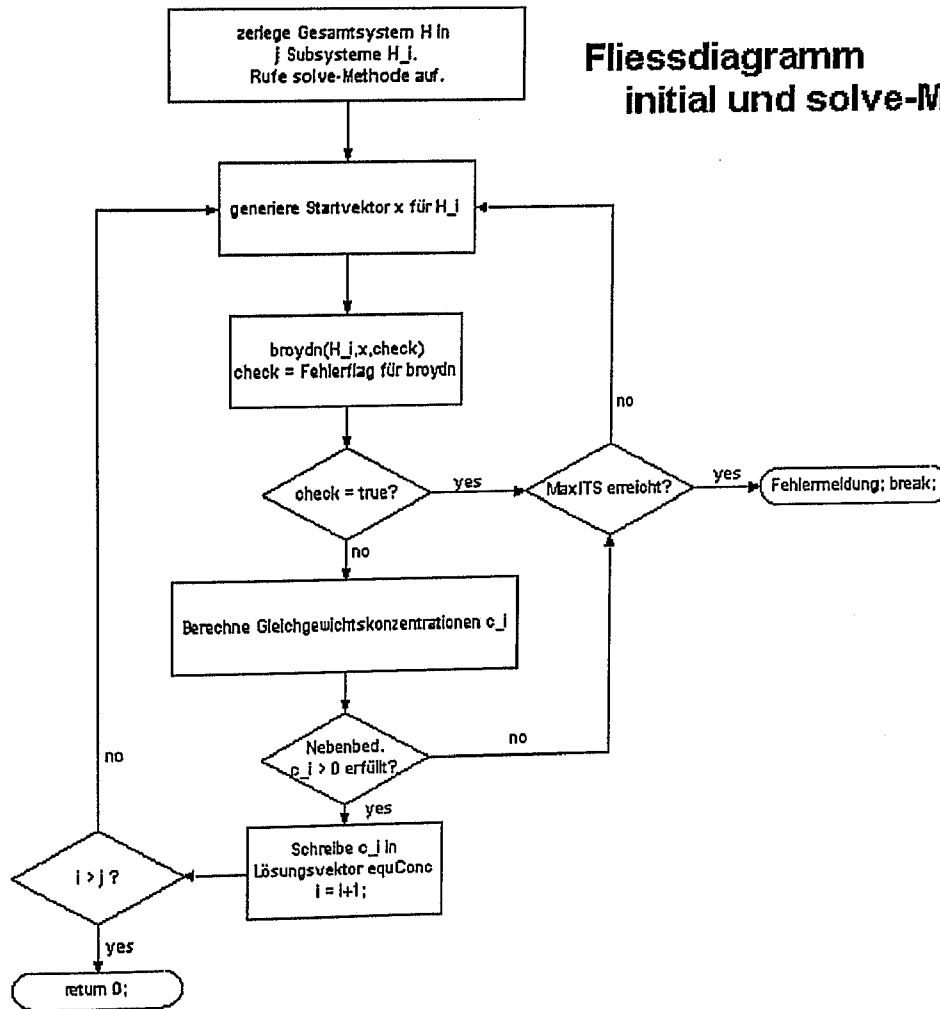 Fliessdiagramm
initial und solve-M
zerlege Gesamtsystem H in
j Subsysteme H_i.
Rufe solve-Methode auf.
generiere Startvektor x für H_i
broydn(H_i,x,check)
check = Fehlerflag für broydn
no
check = true?
yes
MaxITS erreicht?
yes
Fehlermeldung; break;
no
Berechne Gleichgewichtskonzentrationen c_i
no
Nebenbed.
c_i > 0 erfüllt?
no
yes
Schreibe c_i in
Lösungsvektor equConc
i = i+1;
i > j ?
yes
return 0;